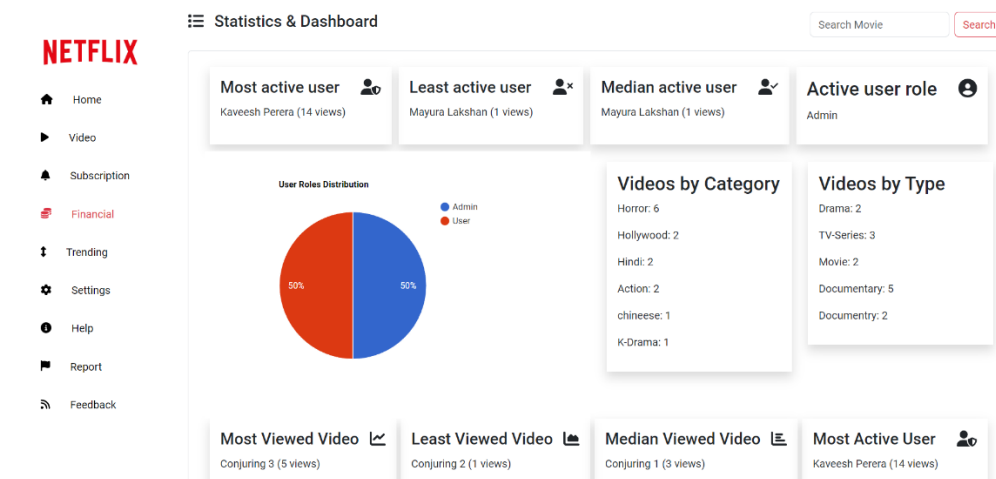 Statistics & Dashboard
Search Movie
Search
NETFLIX
Home
Video
Subscription
Financial
Trending
Settings
Help
Report
Feedback
Most active user
Kaveesh Perera (14 views)
Least active user
Mayura Lakshan (1 views)
Median active user
Mayura Lakshan (1 views)
Active user role
Admin
User Roles Distribution
Admin
User
50%
50%
Videos by Category
Horror: 6
Hollywood: 2
Hindi: 2
Action: 2
chineese: 1
K-Drama: 1
Videos by Type
Drama: 2
TV-Series: 3
Movie: 2
Documentary: 5
Documentry: 2
Most Viewed Video
Conjuring 3 (5 views)
Least Viewed Video
Conjuring 2 (1 views)
Median Viewed Video
Conjuring 1 (3 views)
Most Active User
Kaveesh Perera (14 views)